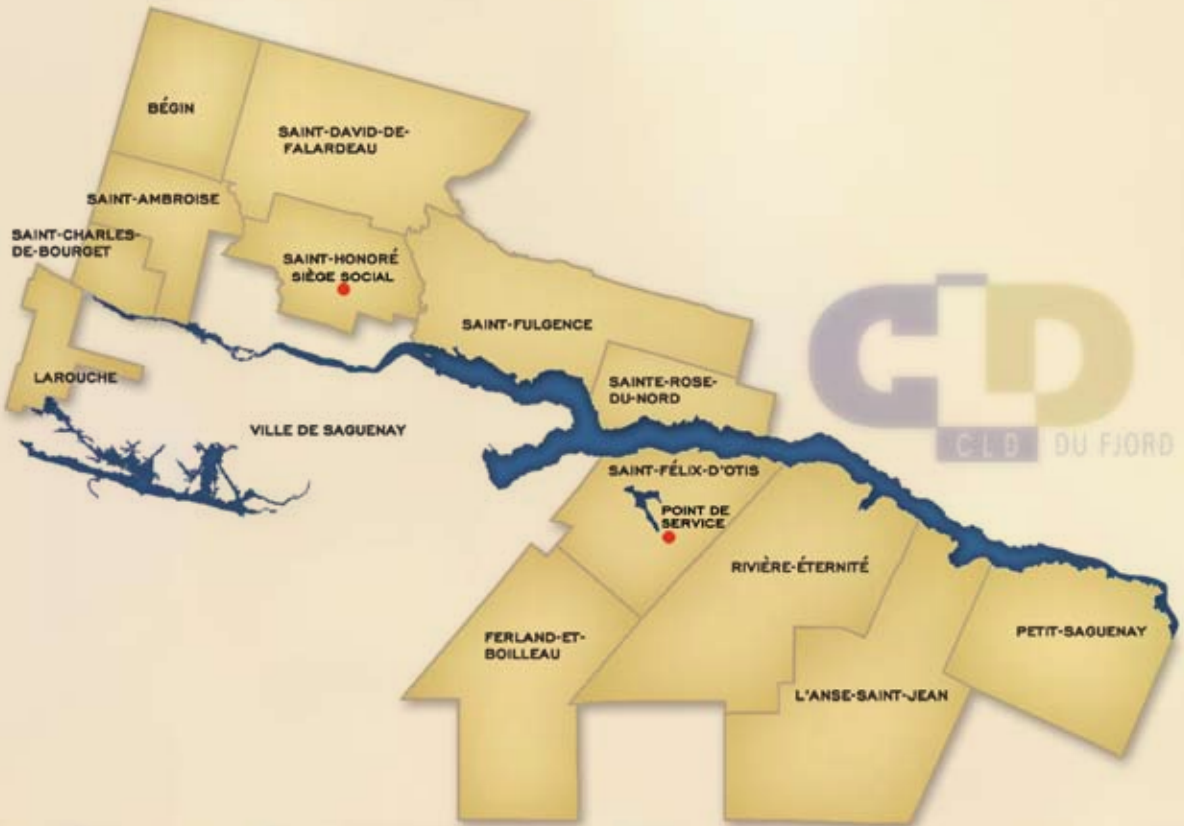 BÉGIN
SAINT-DAVID-DE-
FALARDEAU
SAINT-AMBROISE
SAINT-CHARLES-
DE-BOURGET
SAINT-HONORÉ
SIÈGE SOCIAL
SAINT-FULGENCE
LAROUCHE
SAINTE-ROSE-
DU-NORD
VILLE DE SAGUENAY
CLD
CLD DU FJORD
SAINT-FÉLIX-D'OTIS
POINT DE
SERVICE
RIVIÈRE-ÉTERNITÉ
FERLAND-ET-
BOILLEAU
PETIT-SAGUENAY
L'ANSE-SAINT-JEAN